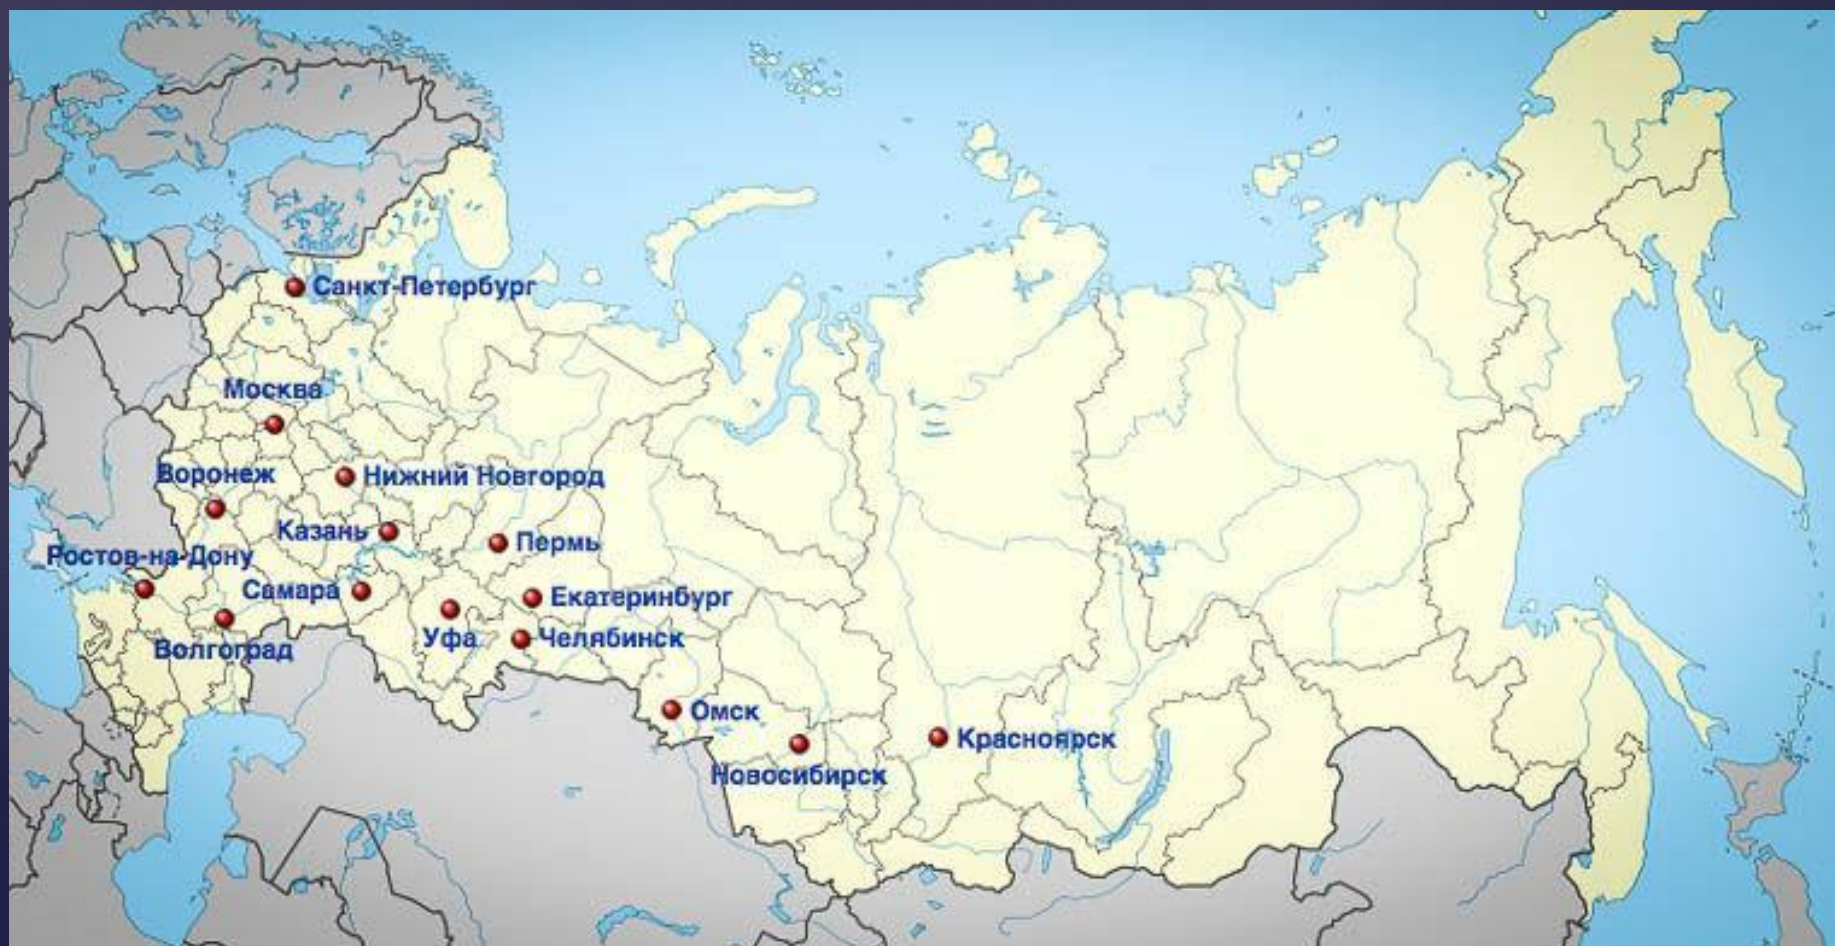 Санкт-Петербург
Москва
Воронеж
Нижний Новгород
Казань
Пермь
Ростов-на-Дону
Самара
Екатеринбург
Уфа
Челябинск
Волгоград
Омск
Красноярск
Новосибирск